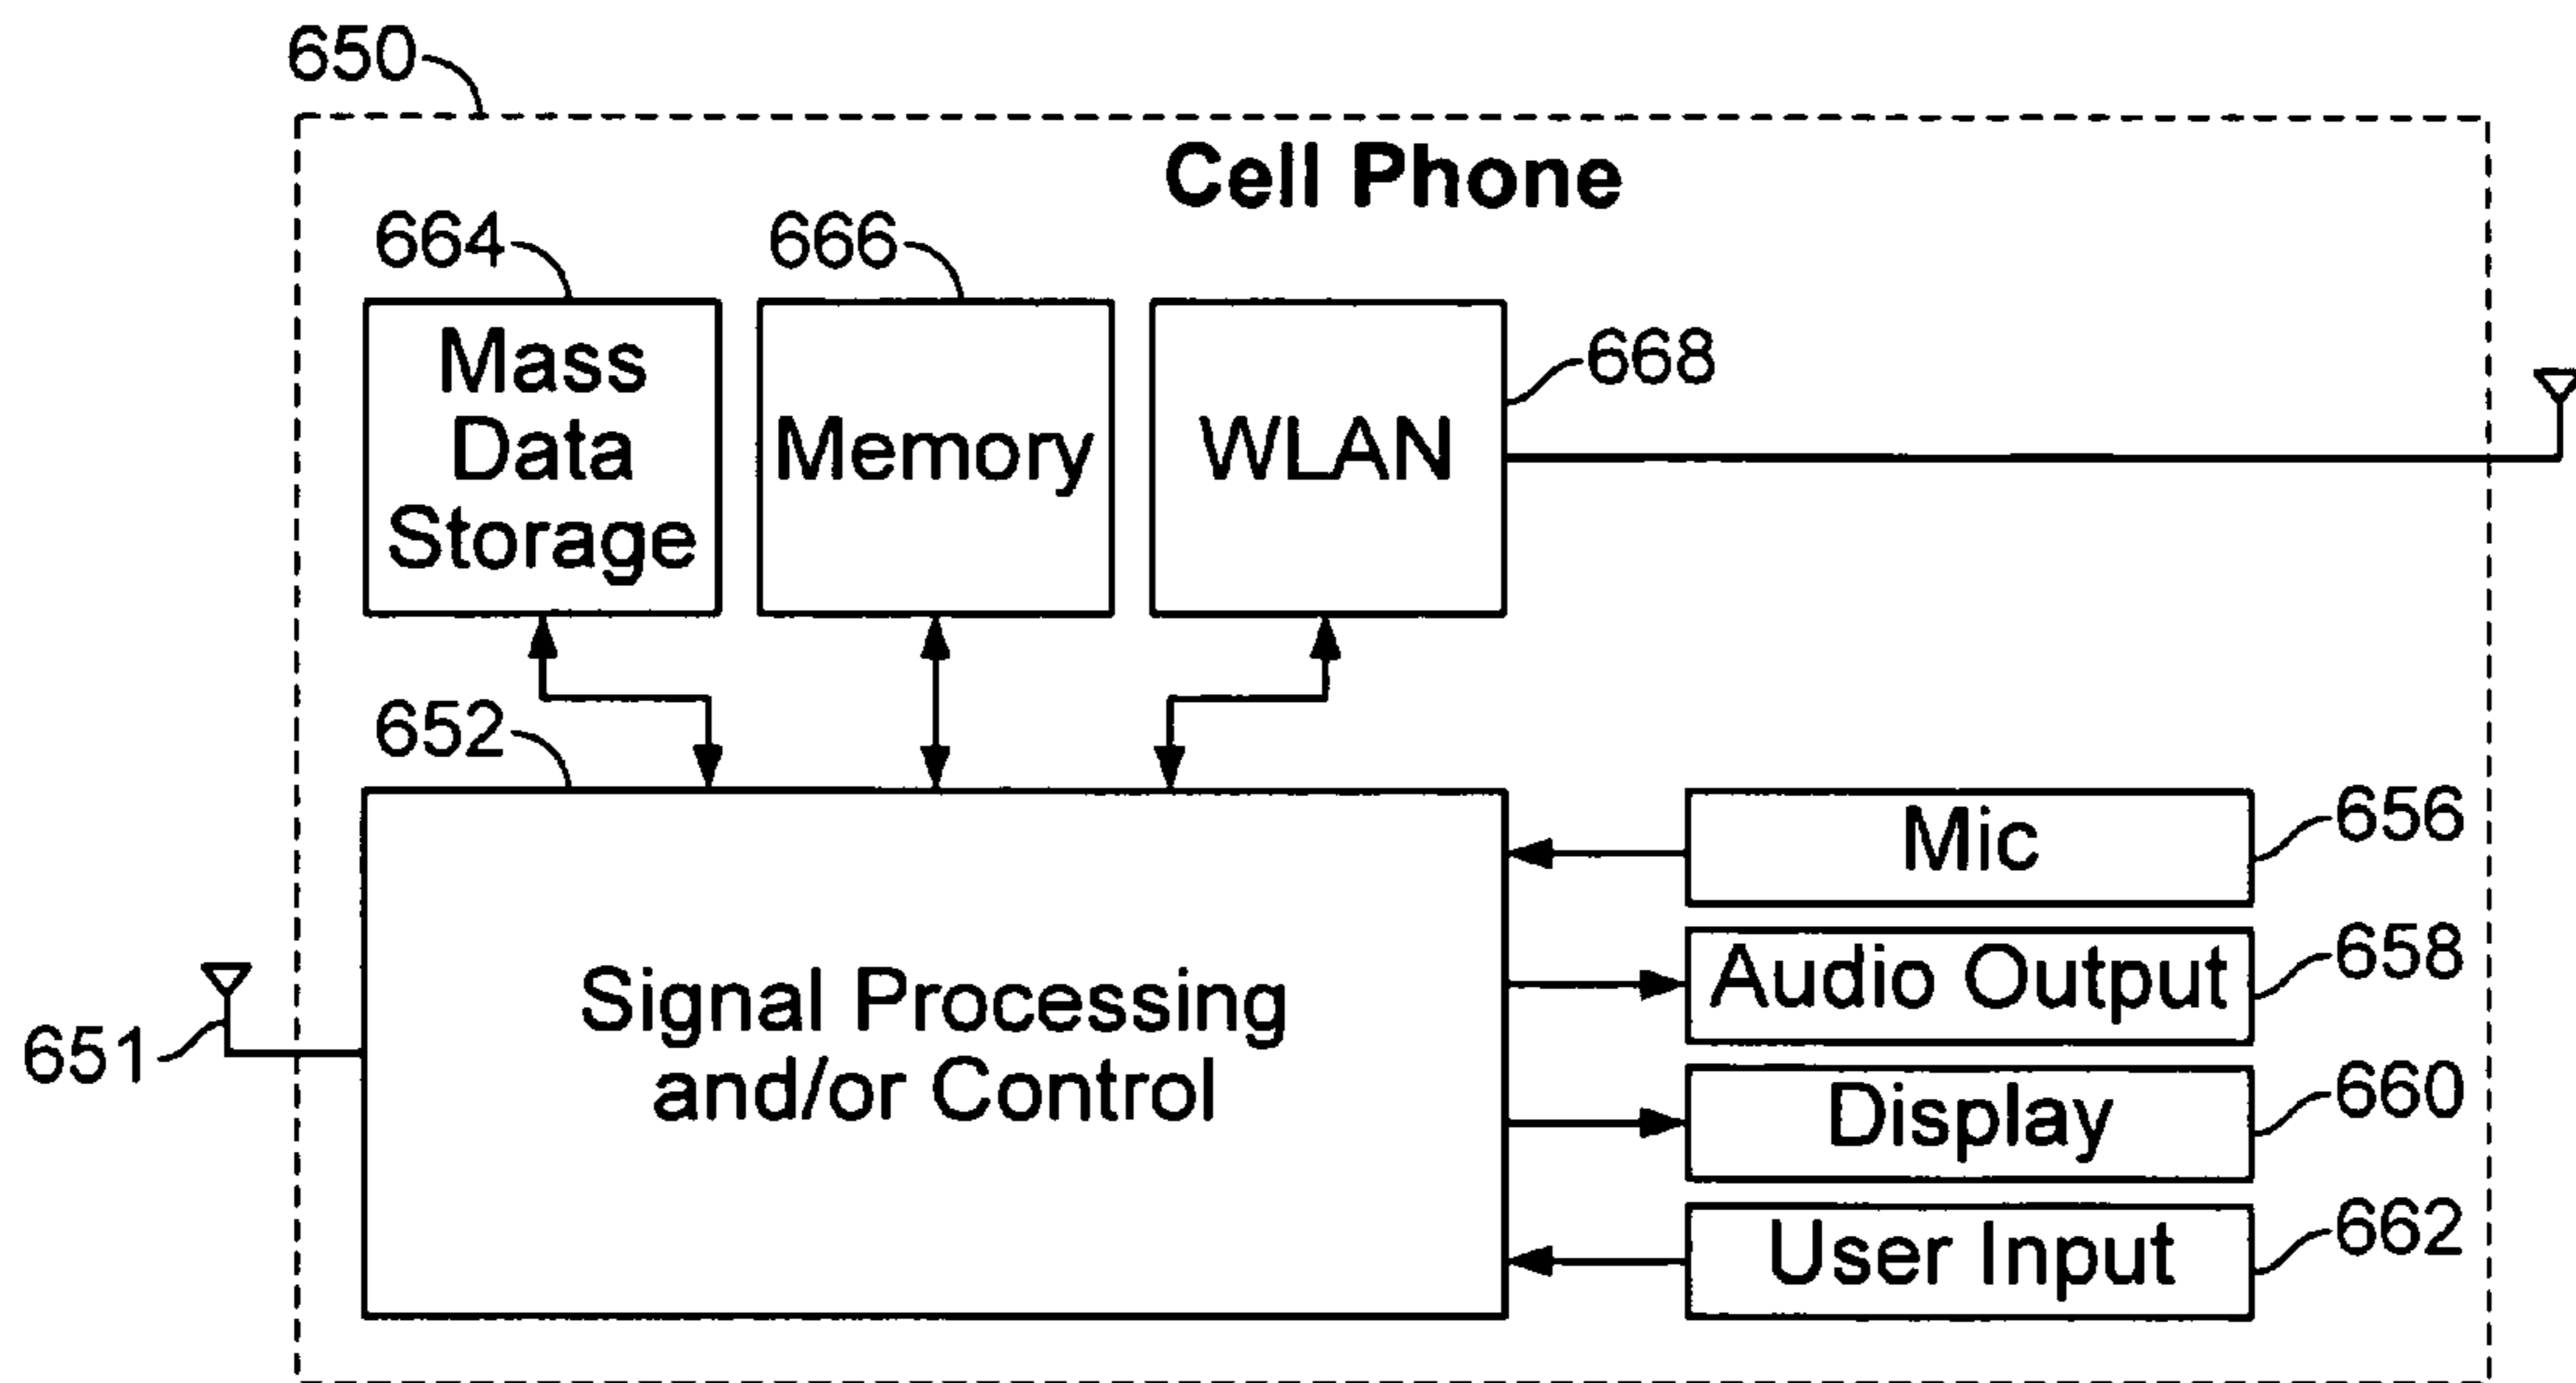 650
Cell Phone
664
666
668
Mass
Data
Storage
Memory
WLAN
652
651
Signal Processing
and/or Control
Mic
656
Audio Output
658
Display
660
User Input
662